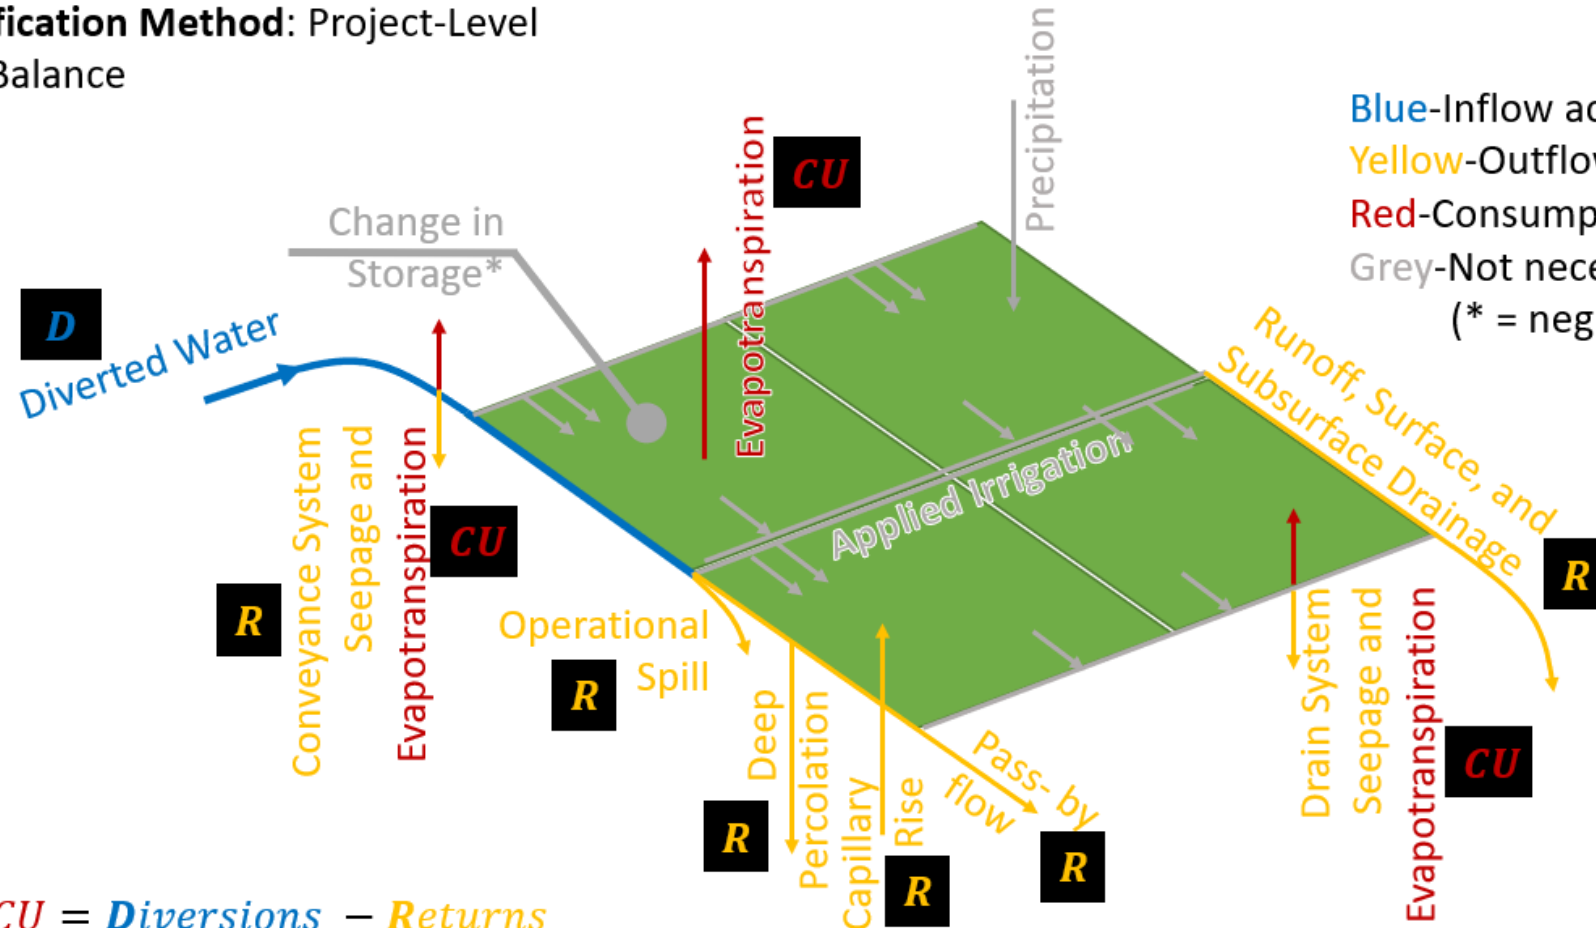 fication Method: Project-Level
Balance
Precipitation
Blue-Inflow ac
Yellow-Outflow
Red-Consump
Grey-Not nece
(* = neg
CU
Evapotranspiration
Change in
Storage*
D
Diverted Water
Runoff, Surface, and
Subsurface Drainage
R
Applied Irrigation
Conveyance System
Seepage and
Evapotranspiration
CU
R
Operational
Spill
R
Deep
Percolation
R
Capillary
Rise
R
Pass- by
flow
R
Drain System
Seepage and
Evapotranspiration
CU
CU = Diversions − Returns